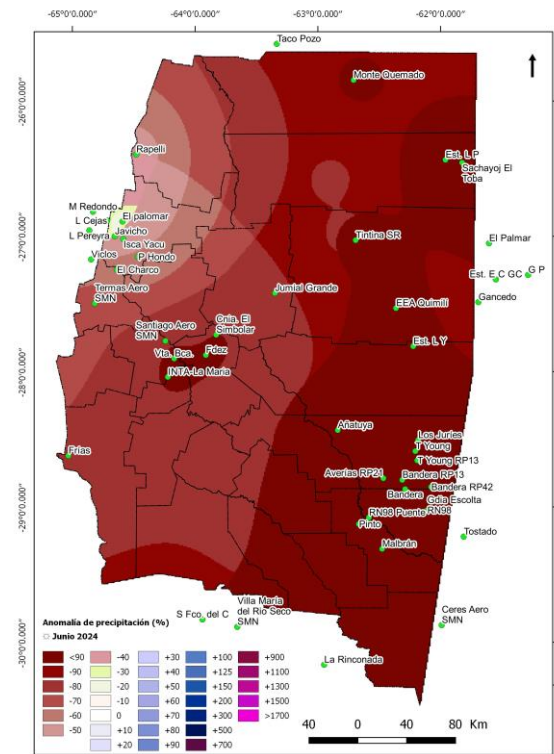 -65°0'0.000" -64°0'0.000" -63°0'0.000" -62°0'0.000"
-26°0'0.000"
-27°0'0.000"
-28°0'0.000"
-29°0'0.000"
-30°0'0.000"
Taco Pozo
Monte Quemado
Rapelli
Est. L P
Sachayoj El
Toba
M Redondo
L Cejas
El palomar
L Pereyra
Javicho
Isca Yacu
Viclos
P Hondo
El Charco
Termas Aero
SMN
Tintina SR
El Palmar
Est. E C GC
G P
Jumial Grande
Gancedo
EEA Quimilí
Santiago Aero
SMN
Cnia. El
Simbolar
Vta. Bca.
Fdez
INTA-La Maria
Est. L Y
Añatuya
Los Juríes
T Young
T Young RP13
Frías
Averías RP21
Bandera RP13
Bandera RP42
Bandera
Gdia Escolta
RN98
RN98 Puente
Pinto
Malbrán
Tostado
S Fco. del C
Villa María
del Rio Seco
SMN
Ceres Aero
SMN
La Rinconada
Anomalía de precipitación (%)
Junio 2024
<90 -40 +30 +100 +900
-90 -30 +40 +125 +1100
-80 -20 +50 +150 +1300
-70 -10 +60 +200 +1500
-60 0 +70 +300 >1700
-50 +10 +80 +500
+20 +90 +700
40 0 40 80 Km